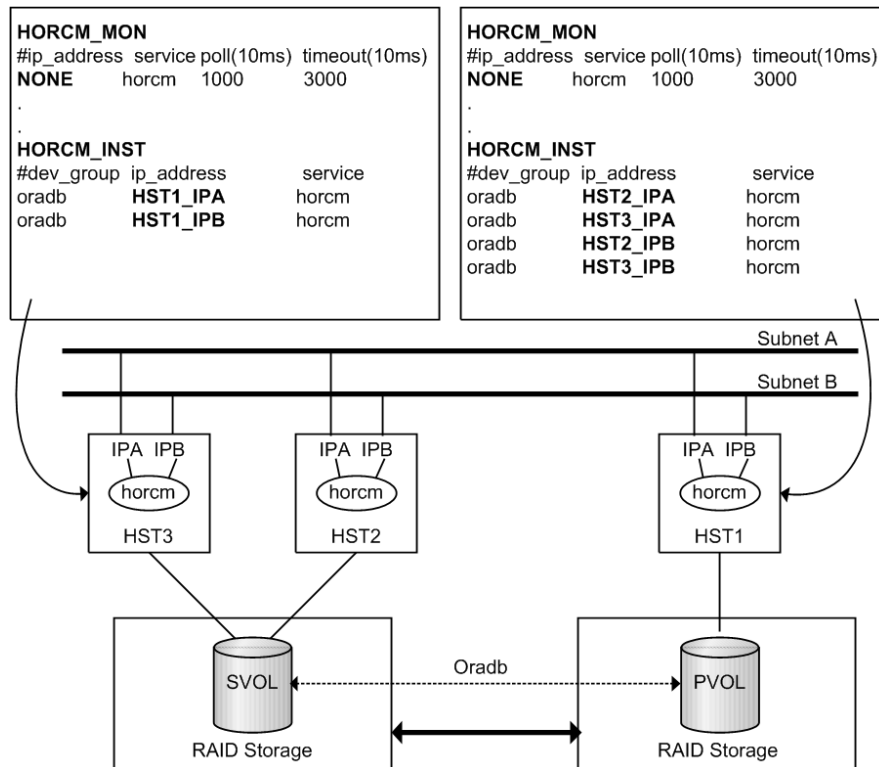 HORCM_MON
#ip_address service poll(10ms) timeout(10ms)
NONE horcm 1000 3000
.
.
HORCM_INST
#dev_group ip_address service
oradb HST1_IPA horcm
oradb HST1_IPB horcm
HORCM_MON
#ip_address service poll(10ms) timeout(10ms)
NONE horcm 1000 3000
.
.
HORCM_INST
#dev_group ip_address service
oradb HST2_IPA horcm
oradb HST3_IPA horcm
oradb HST2_IPB horcm
oradb HST3_IPB horcm
Subnet A
Subnet B
IPA IPB
horcm
HST3
IPA IPB
horcm
HST2
IPA IPB
horcm
HST1
Oradb
SVOL
RAID Storage
PVOL
RAID Storage